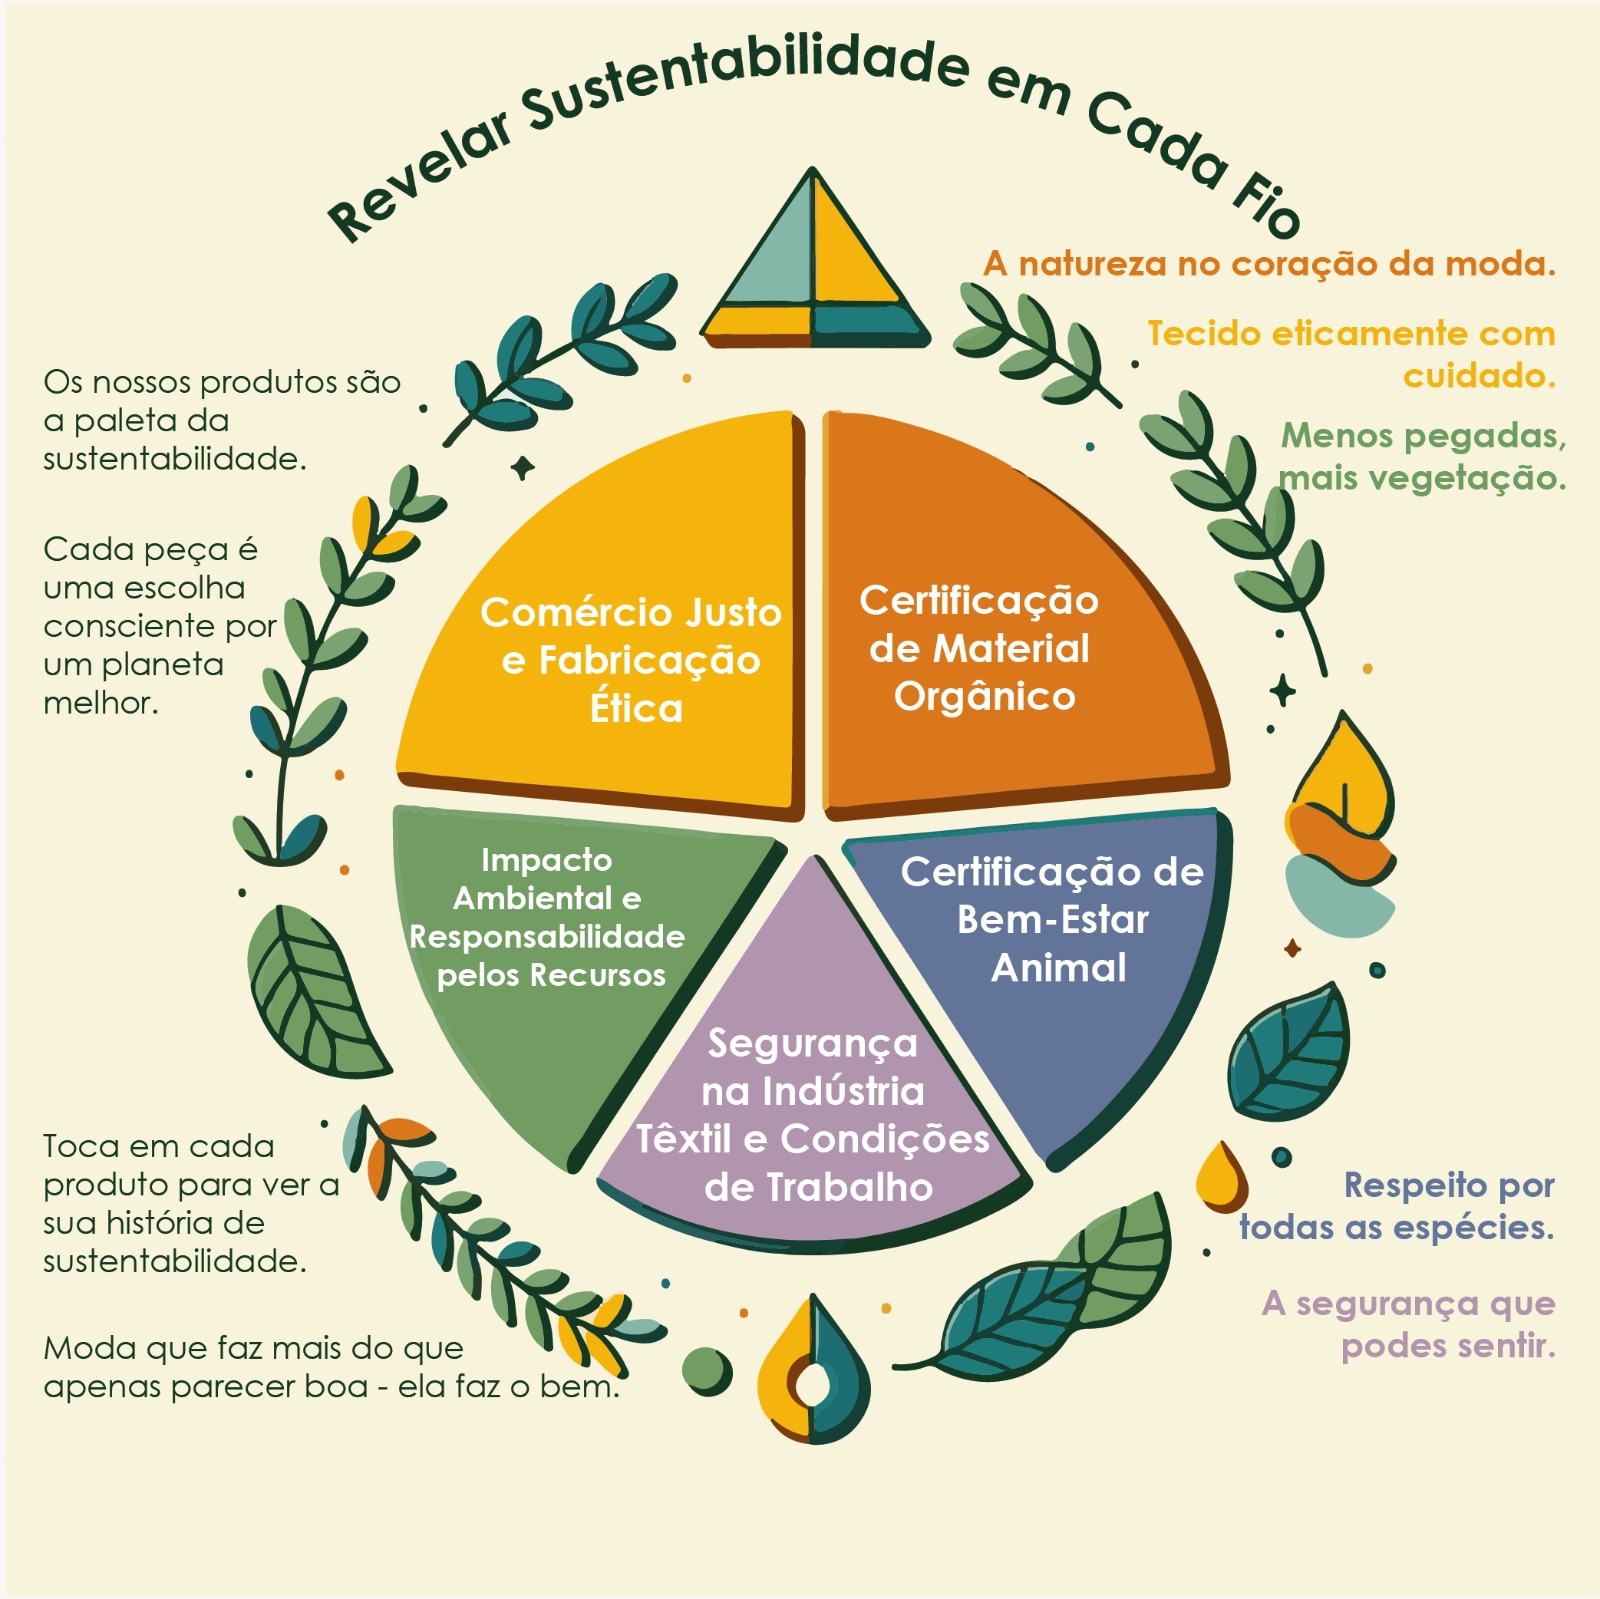 Revelar Sustentabilidade em Cada Fio
A natureza no coração da moda.
Tecido eticamente com
cuidado.
Menos pegadas,
mais vegetação.
Os nossos produtos são
a paleta da
sustentabilidade.
Cada peça é
uma escolha
consciente por
um planeta
melhor.
Comércio Justo
e Fabricação
Ética
Certificação
de Material
Orgânico
Impacto
Ambiental e
Responsabilidade
pelos Recursos
Certificação de
Bem-Estar
Animal
Segurança
na Indústria
Têxtil e Condições
de Trabalho
Toca em cada
produto para ver a
sua história de
sustentabilidade.
Moda que faz mais do que
apenas parecer boa - ela faz o bem.
Respeito por
todas as espécies.
A segurança que
podes sentir.